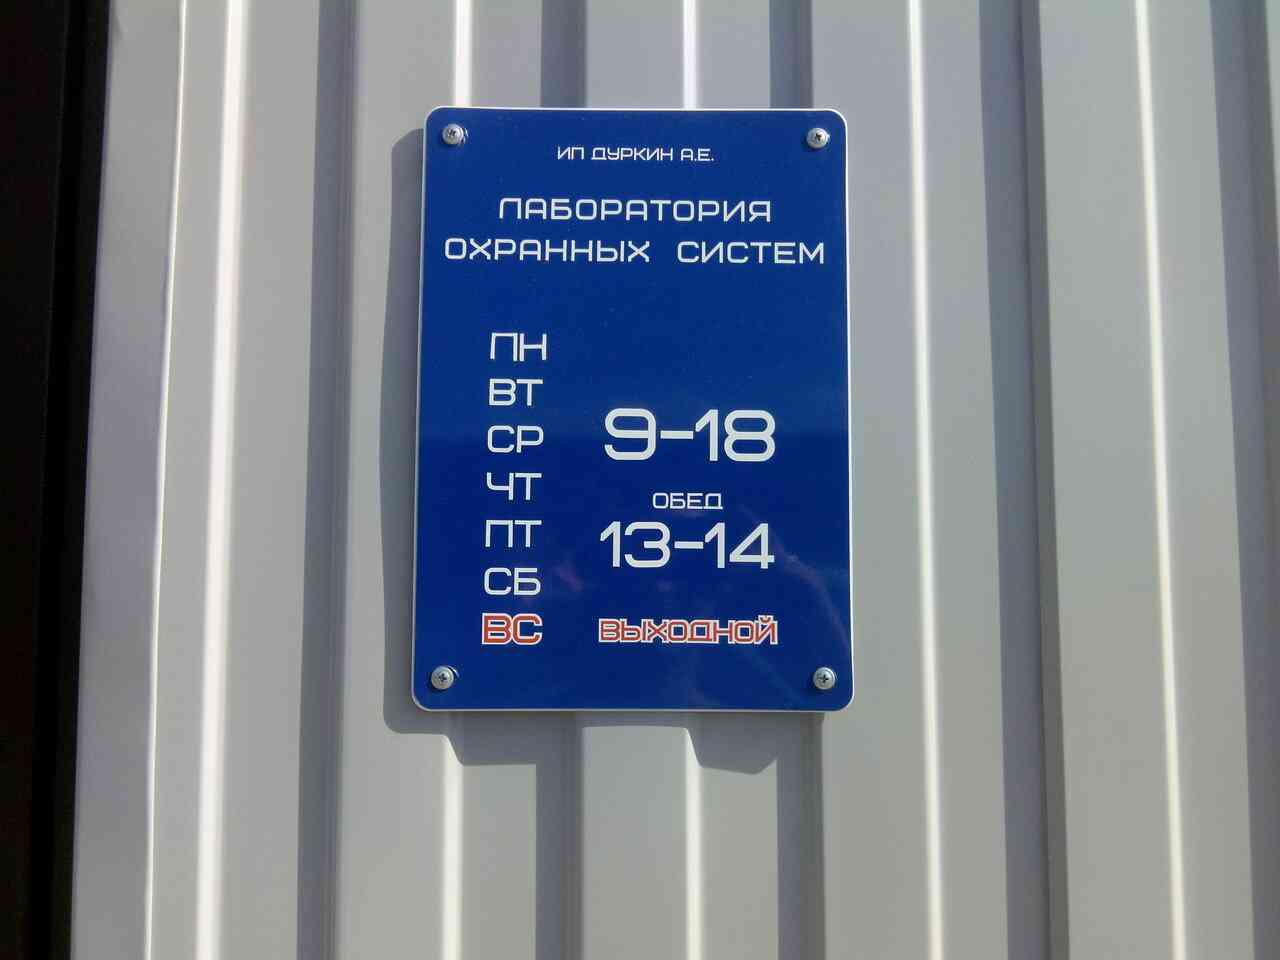 ИП ДУРКИН А.Е.
ЛАБОРАТОРИЯ
ОХРАННЫХ СИСТЕМ
ПН
ВТ
СР
ЧТ
ПТ
СБ
9-18
ОБЕД
13-14
ВС ВЫХОДНОЙ